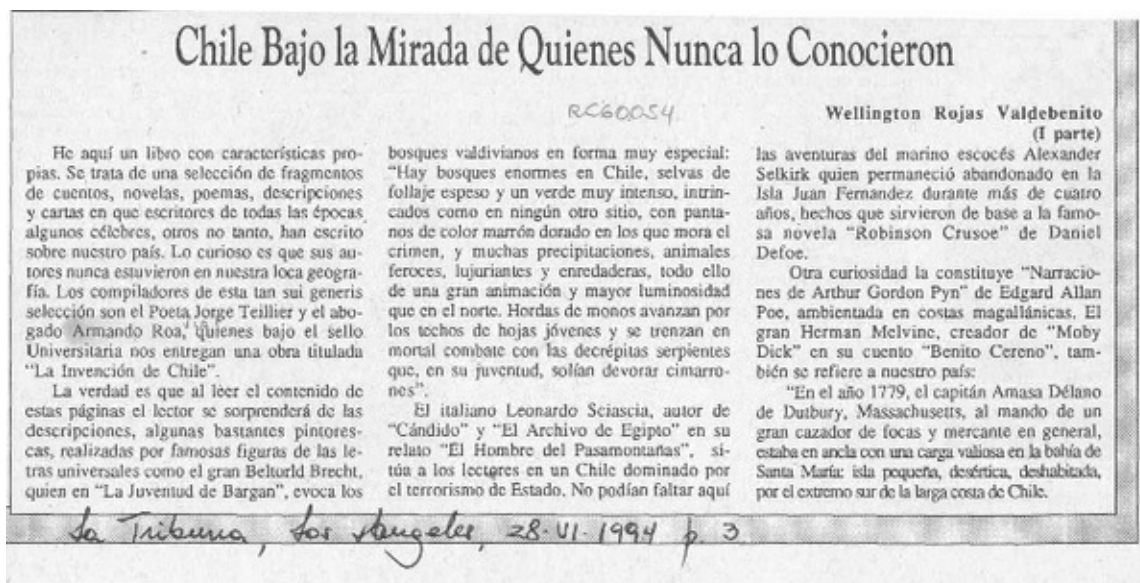 Chile Bajo la Mirada de Quienes Nunca lo Conocieron
RC60054
Wellington Rojas Valdebenito
(I parte)
He aquí un libro con características pro-
pias. Se trata de una selección de fragmentos
de cuentos, novelas, poemas, descripciones
y cartas en que escritores de todas las épocas
algunos célebres, otros no tanto, han escrito
sobre nuestro país. Lo curioso es que sus au-
tores nunca estuvieron en nuestra loca geogra-
fía. Los compiladores de esta tan sui generis
selección son el Poeta Jorge Teillier y el abo-
gado Armando Roa, quienes bajo el sello
Universitaria nos entregan una obra titulada
“La Invención de Chile”.
La verdad es que al leer el contenido de
estas páginas el lector se sorprenderá de las
descripciones, algunas bastantes pintores-
cas, realizadas por famosas figuras de las le-
tras universales como el gran Beltorld Brecht,
quien en “La Juventud de Bargan”, evoca los
bosques valdivianos en forma muy especial:
“Hay bosques enormes en Chile, selvas de
follaje espeso y un verde muy intenso, intrin-
cados como en ningún otro sitio, con panta-
nos de color marrón dorado en los que mora el
crimen, y muchas precipitaciones, animales
feroces, lujuriantes y enredaderas, todo ello
de una gran animación y mayor luminosidad
que en el norte. Hordas de monos avanzan por
los techos de hojas jóvenes y se trenzan en
mortal combate con las decrépitas serpientes
que, en su juventud, solían devorar cimarro-
nes”.
El italiano Leonardo Sciascia, autor de
“Cándido” y “El Archivo de Egipto” en su
relato “El Hombre del Pasamontañas”, si-
túa a los lectores en un Chile dominado por
el terrorismo de Estado. No podían faltar aquí
las aventuras del marino escocés Alexander
Selkirk quien permaneció abandonado en la
Isla Juan Fernandez durante más de cuatro
años, hechos que sirvieron de base a la famo-
sa novela “Robinson Crusoe” de Daniel
Defoe.
Otra curiosidad la constituye “Narracio-
nes de Arthur Gordon Pyn” de Edgard Allan
Poe, ambientada en costas magallánicas. El
gran Herman Melvine, creador de “Moby
Dick” en su cuento “Benito Cereno”, tam-
bién se refiere a nuestro país:
“En el año 1779, el capitán Amasa Délano
de Dutbury, Massachusetts, al mando de un
gran cazador de focas y mercante en general,
estaba en ancla con una carga valiosa en la bahía de
Santa María: isla pequeña, desértica, deshabitada,
por el extremo sur de la larga costa de Chile.
La Tribuna, Los Angeles, 28-VI-1994 p. 3